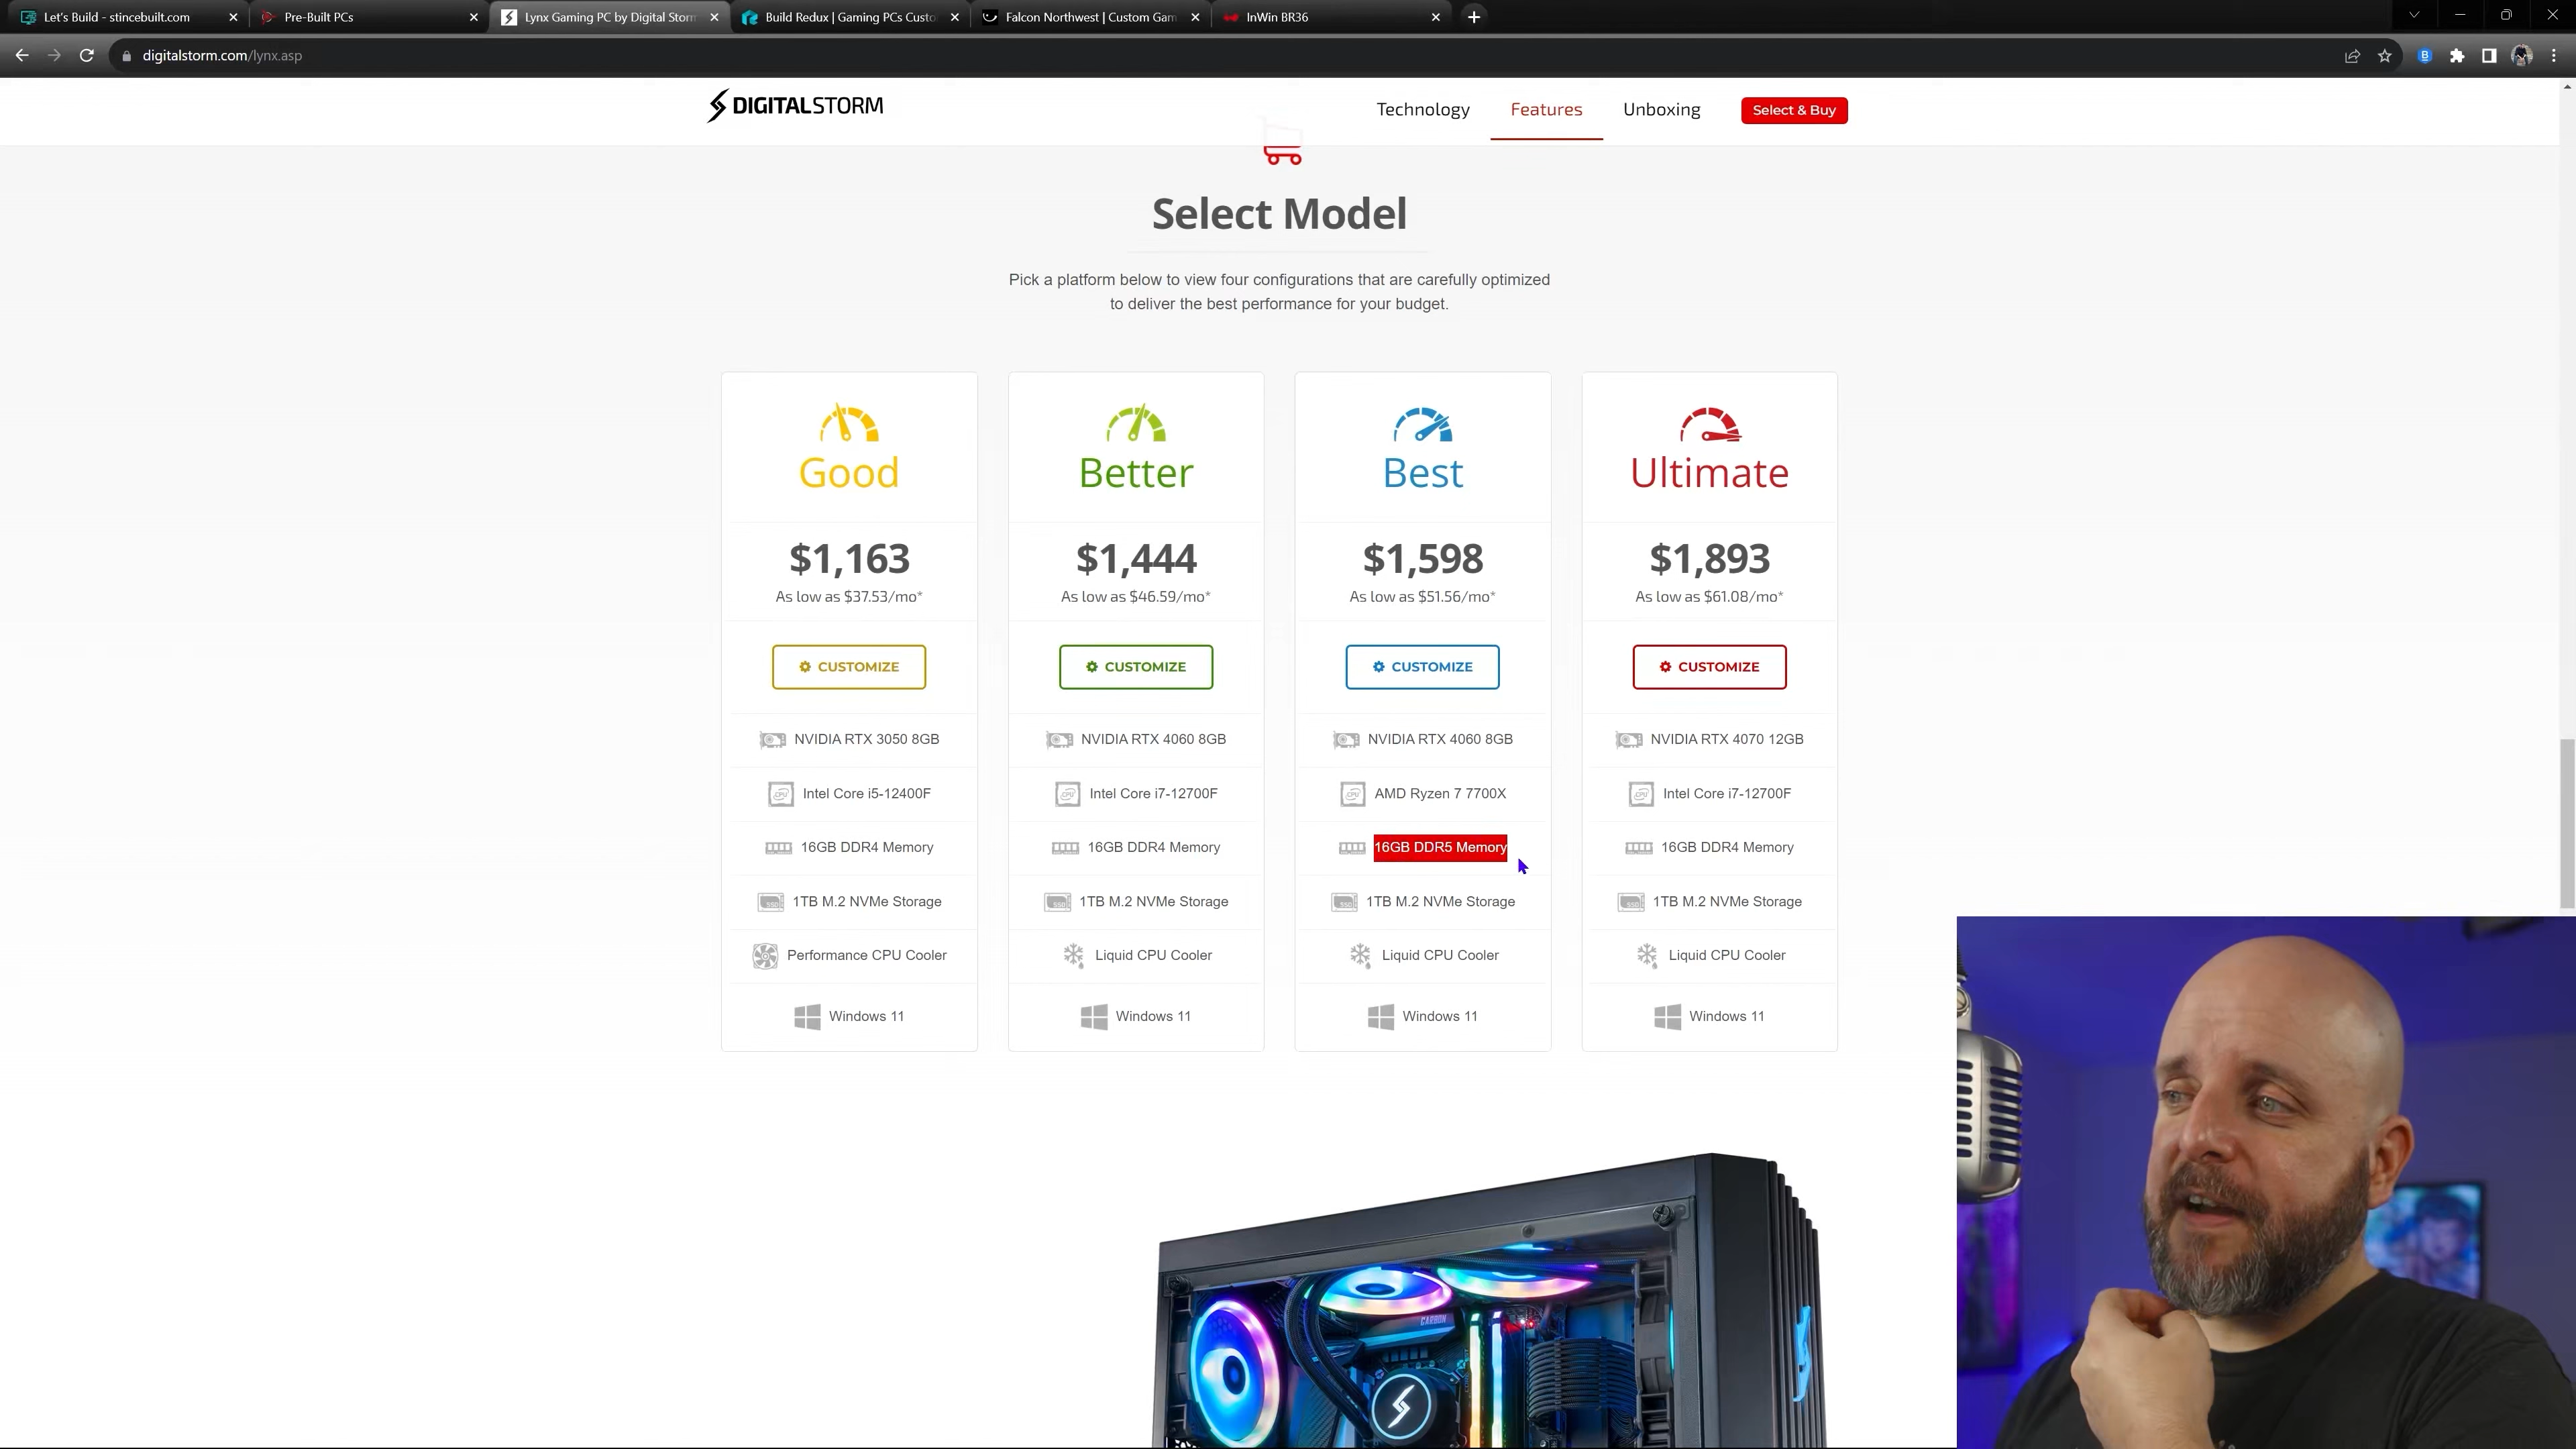 Let's Build - stincebuilt.com
Pre-Built PCs
Lynx Gaming PC by Digital Storm
Build Redux | Gaming PCs Custo
Falcon Northwest | Custom Gam
InWin BR36
digitalstorm.com/lynx.asp
DIGITALSTORM
Technology
Features
Unboxing
Select & Buy
Select Model
Pick a platform below to view four configurations that are carefully optimized
to deliver the best performance for your budget.
Good
$1,163
As low as $37.53/mo*
CUSTOMIZE
NVIDIA RTX 3050 8GB
Intel Core i5-12400F
16GB DDR4 Memory
1TB M.2 NVMe Storage
Performance CPU Cooler
Windows 11
Better
$1,444
As low as $46.59/mo*
CUSTOMIZE
NVIDIA RTX 4060 8GB
Intel Core i7-12700F
16GB DDR4 Memory
1TB M.2 NVMe Storage
Liquid CPU Cooler
Windows 11
Best
$1,598
As low as $51.56/mo*
CUSTOMIZE
NVIDIA RTX 4060 8GB
AMD Ryzen 7 7700X
16GB DDR5 Memory
1TB M.2 NVMe Storage
Liquid CPU Cooler
Windows 11
Ultimate
$1,893
As low as $61.08/mo*
CUSTOMIZE
NVIDIA RTX 4070 12GB
Intel Core i7-12700F
16GB DDR4 Memory
1TB M.2 NVMe Storage
Liquid CPU Cooler
Windows 11
CARBON